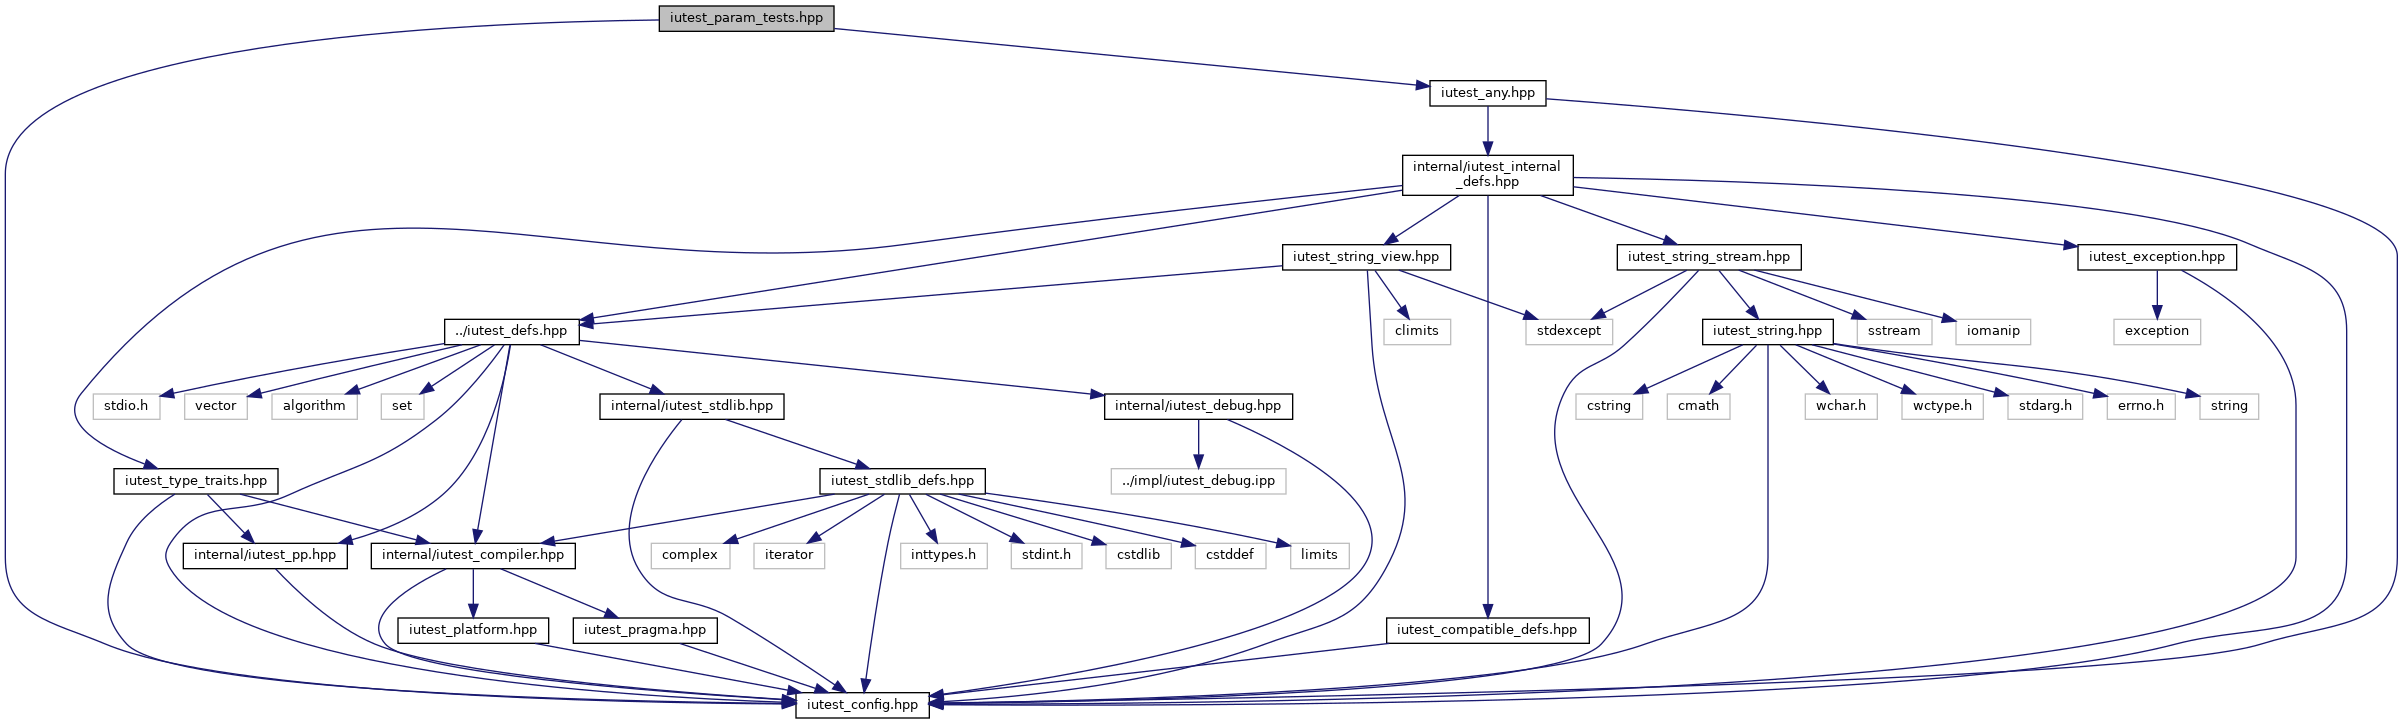 iutest_param_tests.hpp
iutest_any.hpp
internal/iutest_internal
_defs.hpp
iutest_string_view.hpp
iutest_string_stream.hpp
iutest_exception.hpp
../iutest_defs.hpp
climits
stdexcept
iutest_string.hpp
sstream
iomanip
exception
stdio.h
vector
algorithm
set
internal/iutest_stdlib.hpp
internal/iutest_debug.hpp
cstring
cmath
wchar.h
wctype.h
stdarg.h
errno.h
string
iutest_type_traits.hpp
iutest_stdlib_defs.hpp
../impl/iutest_debug.ipp
internal/iutest_pp.hpp
internal/iutest_compiler.hpp
complex
iterator
inttypes.h
stdint.h
cstdlib
cstddef
limits
iutest_platform.hpp
iutest_pragma.hpp
iutest_compatible_defs.hpp
iutest_config.hpp